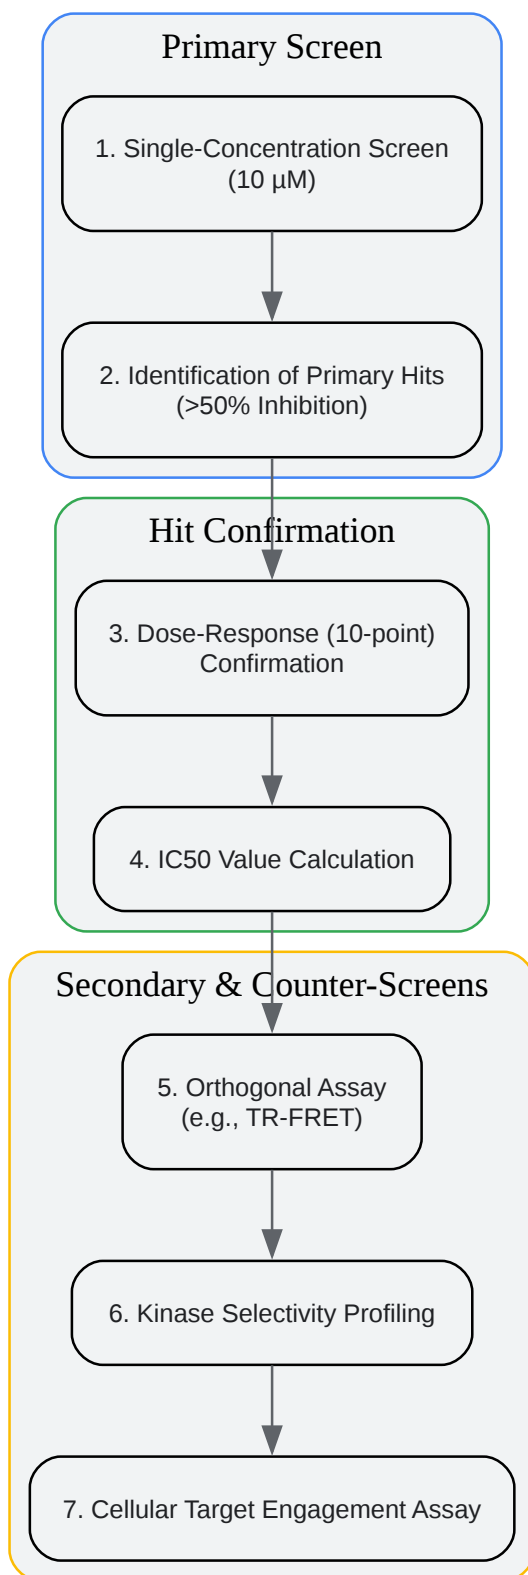 Primary Screen
1. Single-Concentration Screen
(10 µM)
2. Identification of Primary Hits
(>50% Inhibition)
Hit Confirmation
3. Dose-Response (10-point)
Confirmation
4. IC50 Value Calculation
Secondary & Counter-Screens
5. Orthogonal Assay
(e.g., TR-FRET)
6. Kinase Selectivity Profiling
7. Cellular Target Engagement Assay